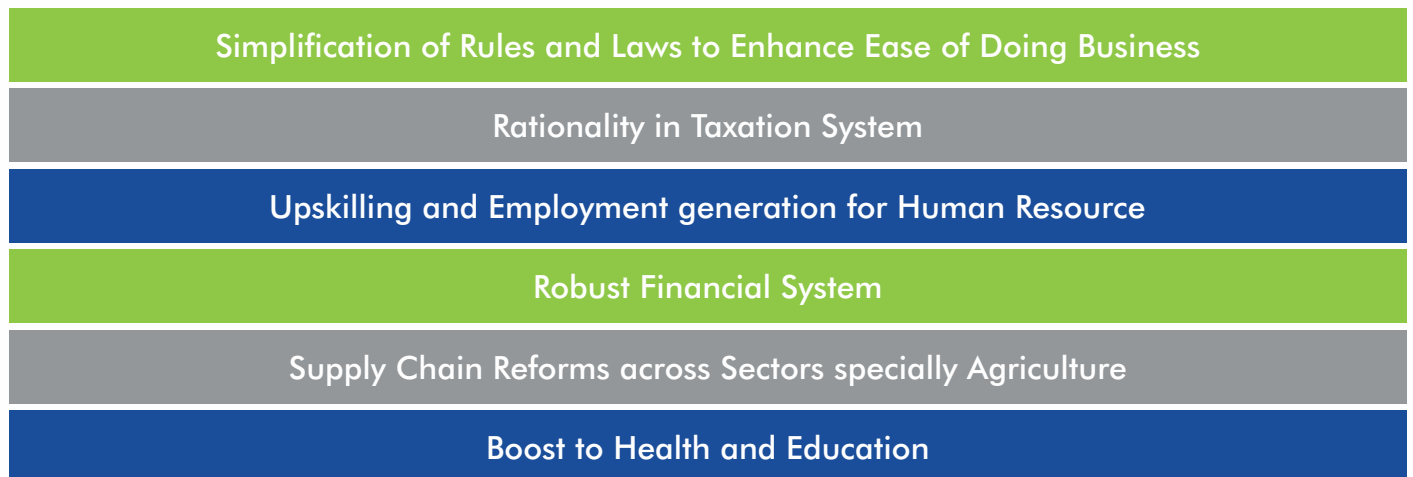 Simplification of Rules and Laws to Enhance Ease of Doing Business
Rationality in Taxation System
Upskilling and Employment generation for Human Resource
Robust Financial System
Supply Chain Reforms across Sectors specially Agriculture
Boost to Health and Education